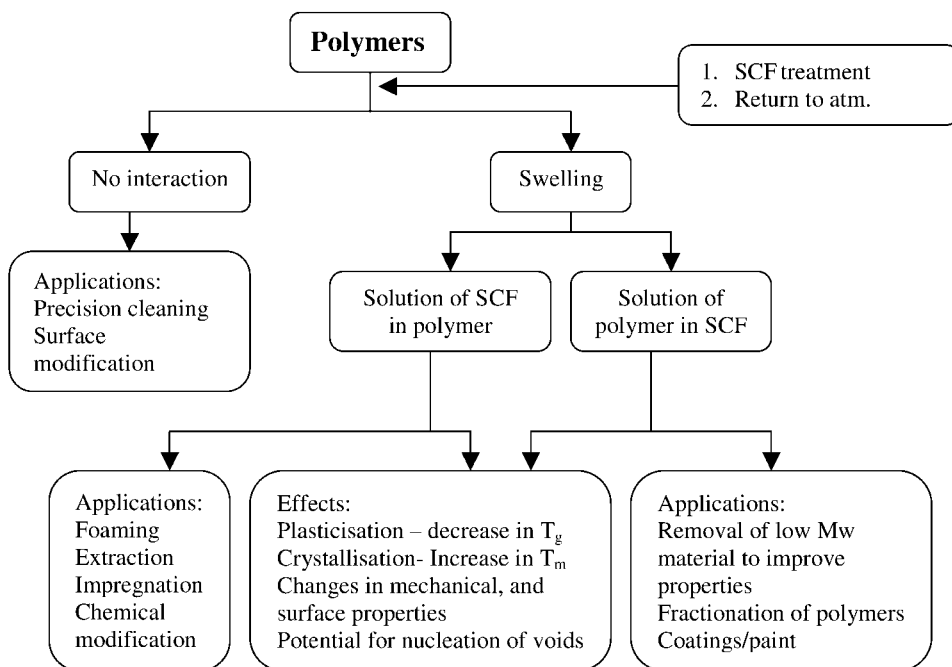 Polymers
1. SCF treatment
2. Return to atm.
No interaction
Swelling
Applications:
Precision cleaning
Surface
modification
Solution of SCF
in polymer
Solution of
polymer in SCF
Applications:
Foaming
Extraction
Impregnation
Chemical
modification
Effects:
Plasticisation – decrease in Tg
Crystallisation- Increase in Tm
Changes in mechanical, and
surface properties
Potential for nucleation of voids
Applications:
Removal of low Mw
material to improve
properties
Fractionation of polymers
Coatings/paint